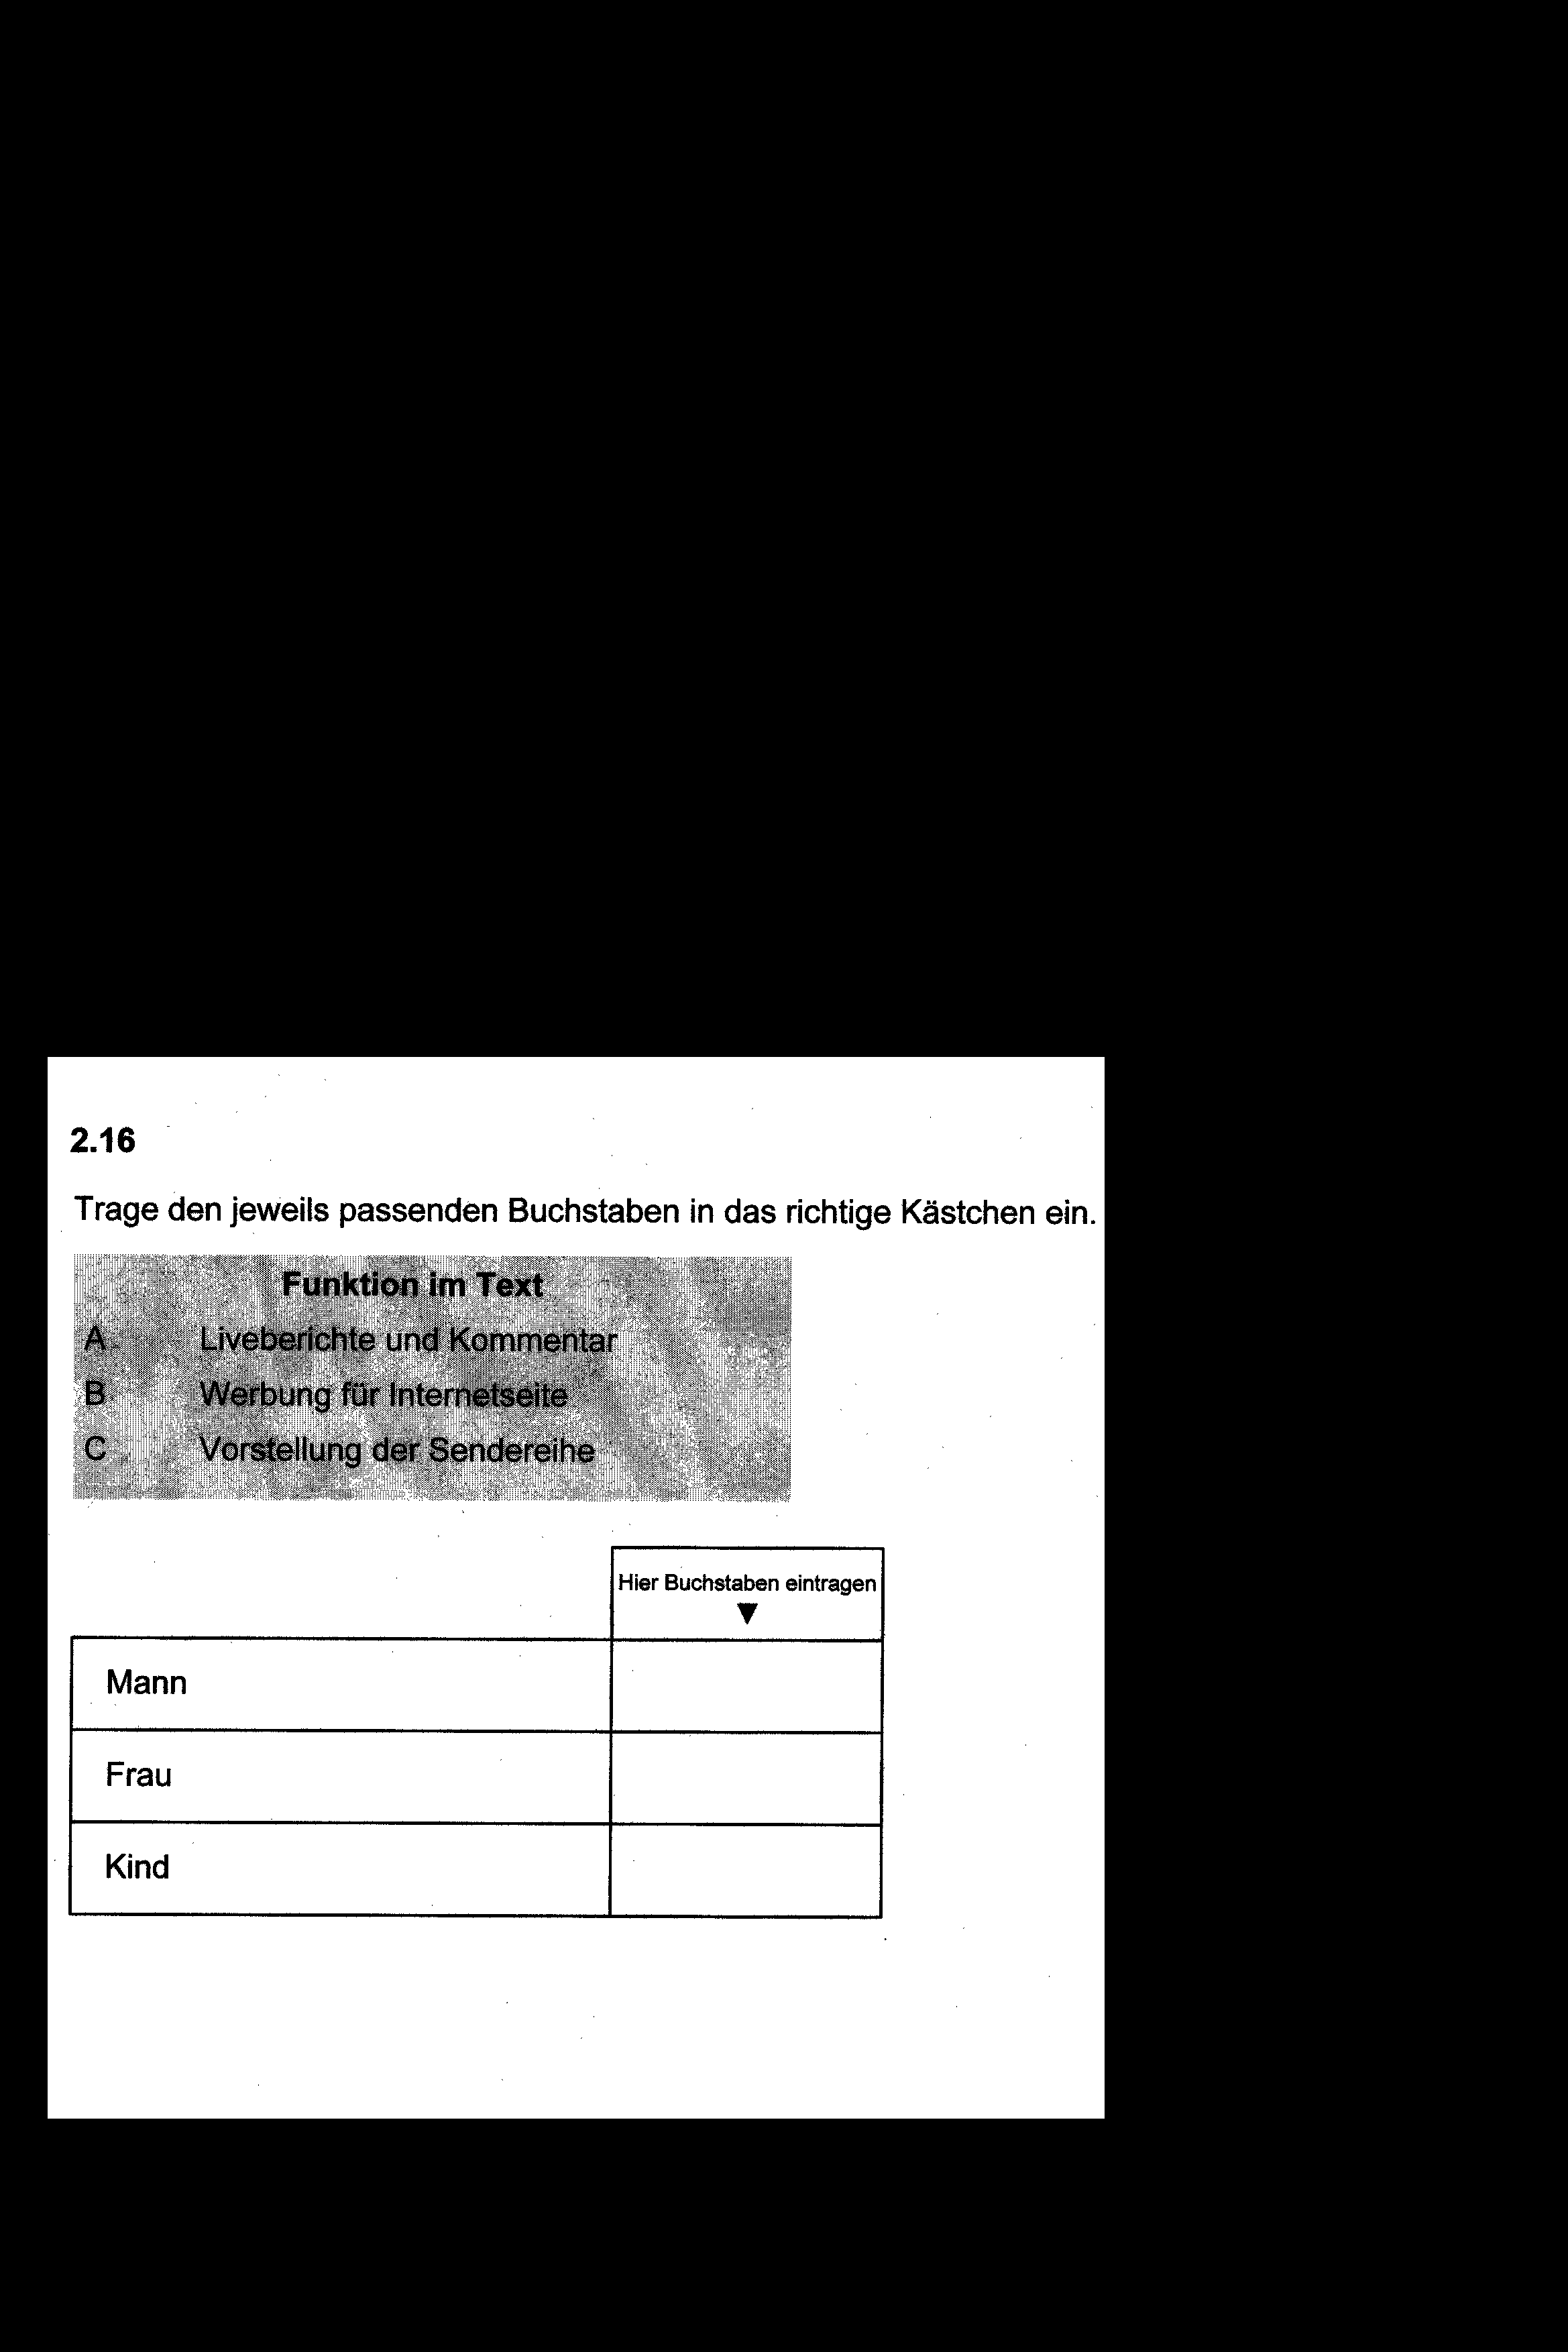 2.16
Trage den jeweils passenden Buchstaben in das richtige Kästchen ein.
Funktion im Text
A Liveberichte und Kommentar
B Werbung für Internetseite
C Vorstellung der Sendereihe
Hier Buchstaben eintragen
▼
Mann
Frau
Kind